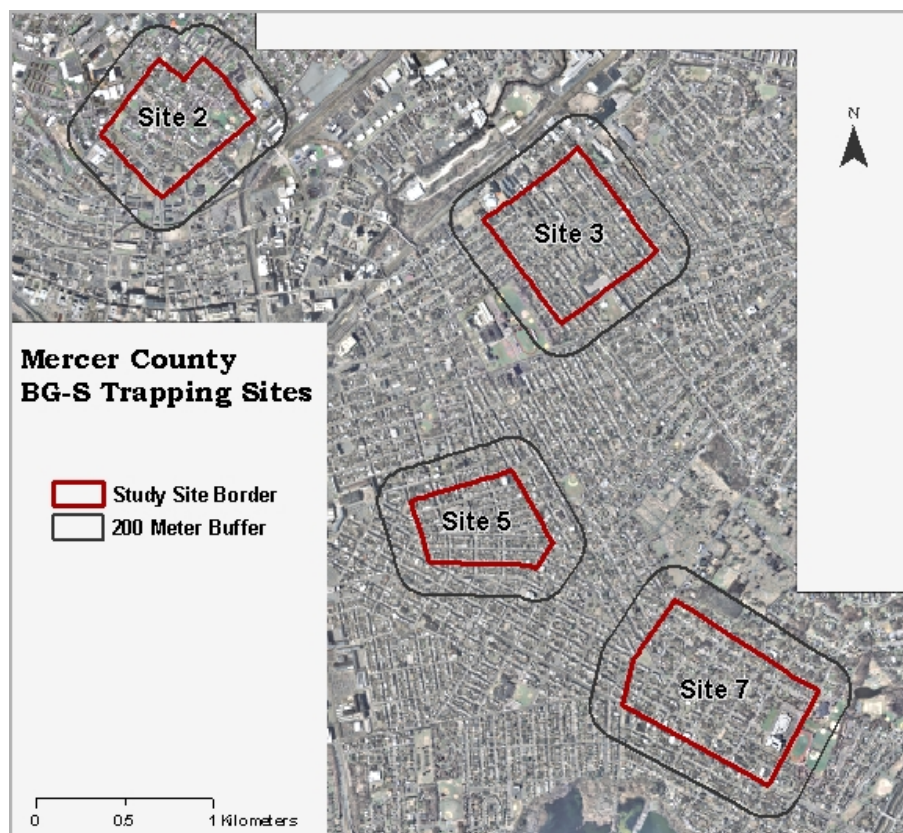 Site 2
N
Site 3
Mercer County
BG-S Trapping Sites
Study Site Border
200 Meter Buffer
Site 5
Site 7
0 0.5 1 Kilometers